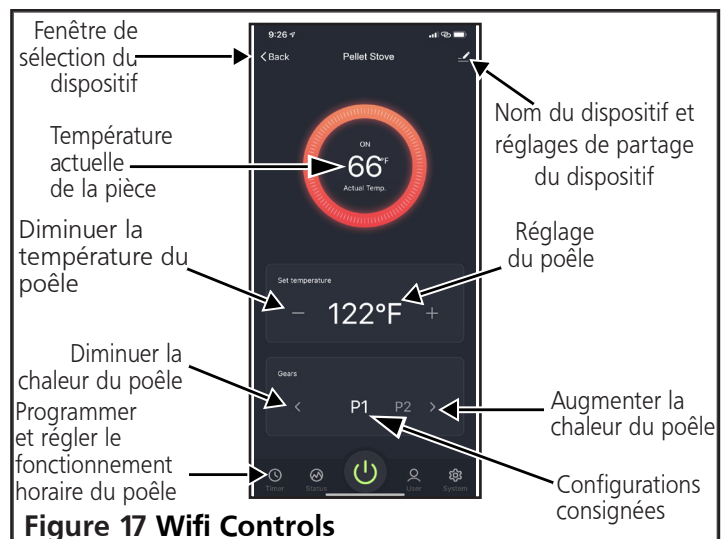 Fenêtre de
sélection du
dispositif
Température
actuelle
de la pièce
Diminuer la
température du
poêle
Diminuer la
chaleur du poêle
Programmer
et régler le
fonctionnement
horaire du poêle
9:26
Back
Pellet Stove
ON
66°F
Actual Temp.
Set temperature
− 122°F +
Gears
< P1 P2 >
Timer
Status
User
System
Nom du dispositif et
réglages de partage
du dispositif
Réglage
du poêle
Augmenter la
chaleur du poêle
Configurations
consignées
Figure 17 Wifi Controls